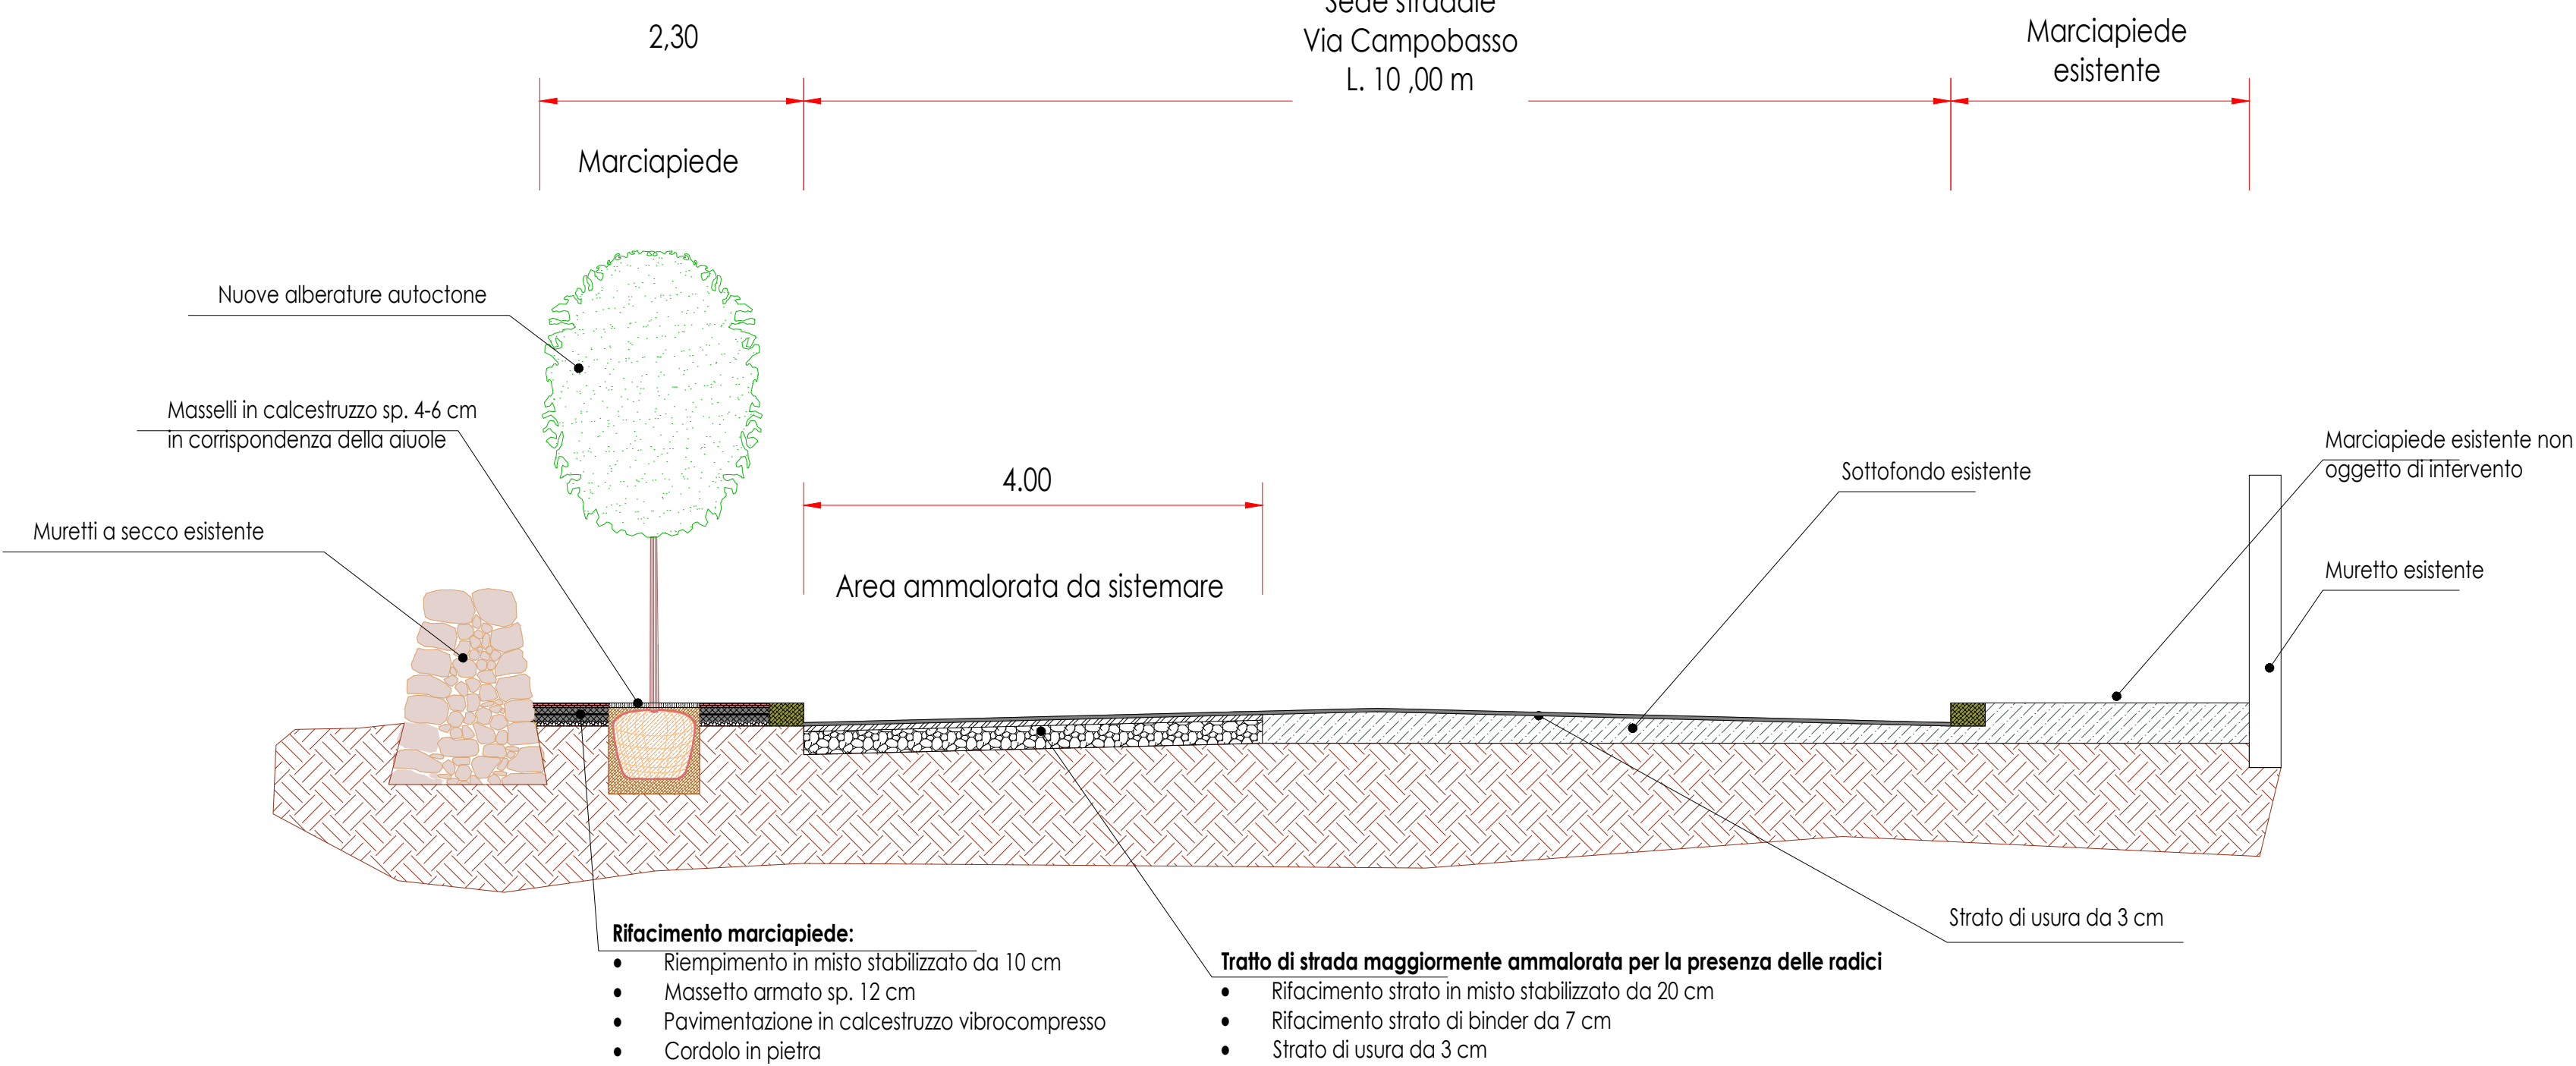 Sede stradale
Via Campobasso
L. 10 ,00 m
2,30
Marciapiede
esistente
Marciapiede
Nuove alberature autoctone
Masselli in calcestruzzo sp. 4-6 cm
in corrispondenza della aiuole
Muretti a secco esistente
4.00
Area ammalorata da sistemare
Sottofondo esistente
Marciapiede esistente non
oggetto di intervento
Muretto esistente
Strato di usura da 3 cm
Rifacimento marciapiede:
• Riempimento in misto stabilizzato da 10 cm
• Massetto armato sp. 12 cm
• Pavimentazione in calcestruzzo vibrocompresso
• Cordolo in pietra
Tratto di strada maggiormente ammalorata per la presenza delle radici
• Rifacimento strato in misto stabilizzato da 20 cm
• Rifacimento strato di binder da 7 cm
• Strato di usura da 3 cm